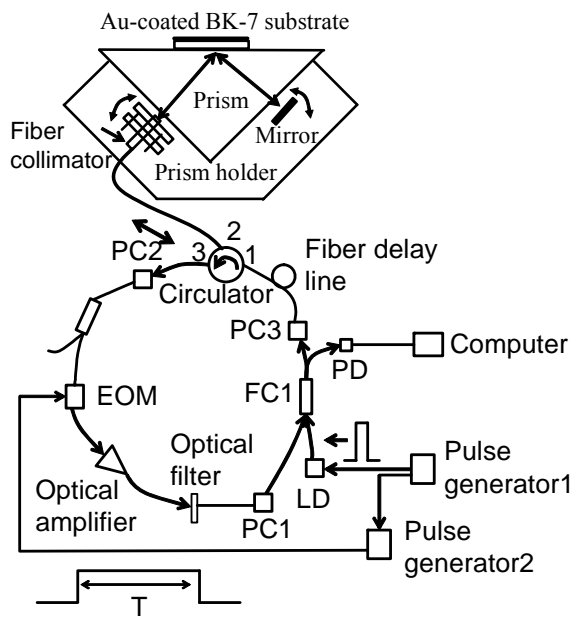 Au-coated BK-7 substrate
Prism
Mirror
Fiber
collimator
Prism holder
2
3
1
PC2
Circulator
Fiber delay
line
PC3
PD
Computer
FC1
EOM
Optical
filter
Optical
amplifier
PC1
LD
Pulse
generator1
Pulse
generator2
T